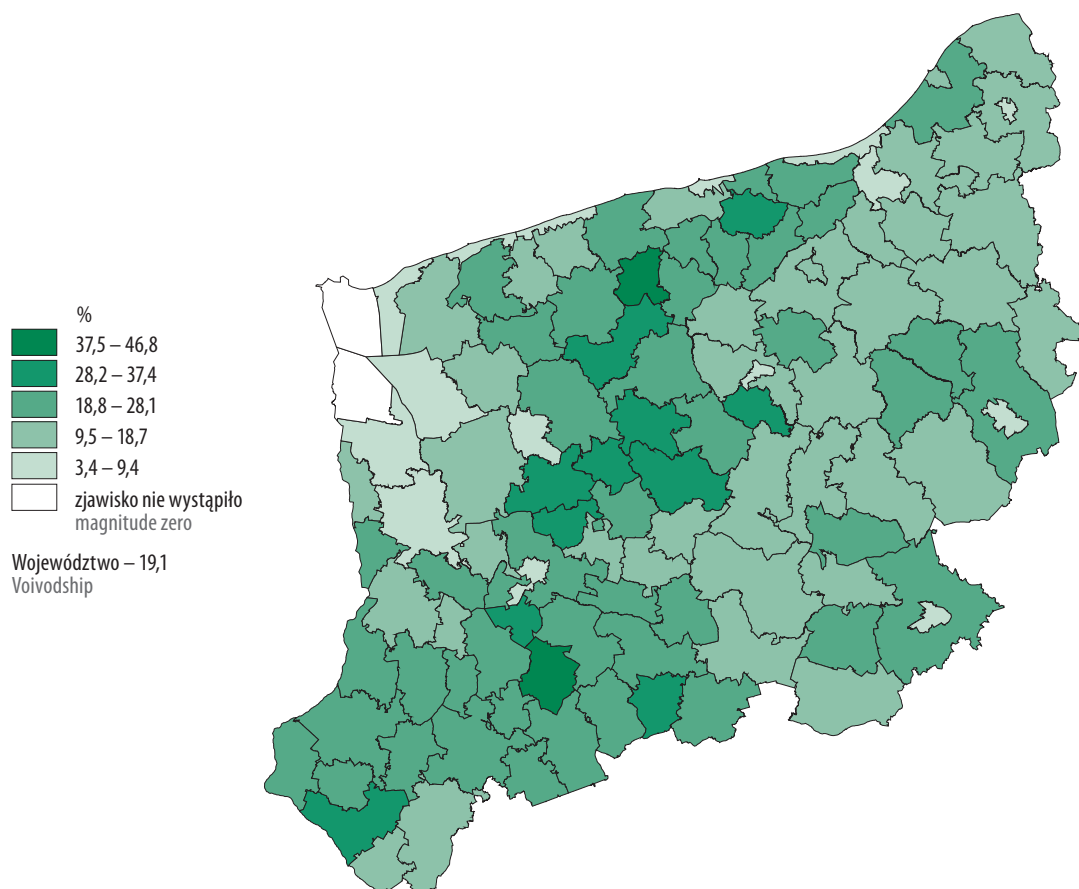 %
37,5 – 46,8
28,2 – 37,4
18,8 – 28,1
9,5 – 18,7
3,4 – 9,4
zjawisko nie wystąpiło
magnitude zero
Województwo – 19,1
Voivodship